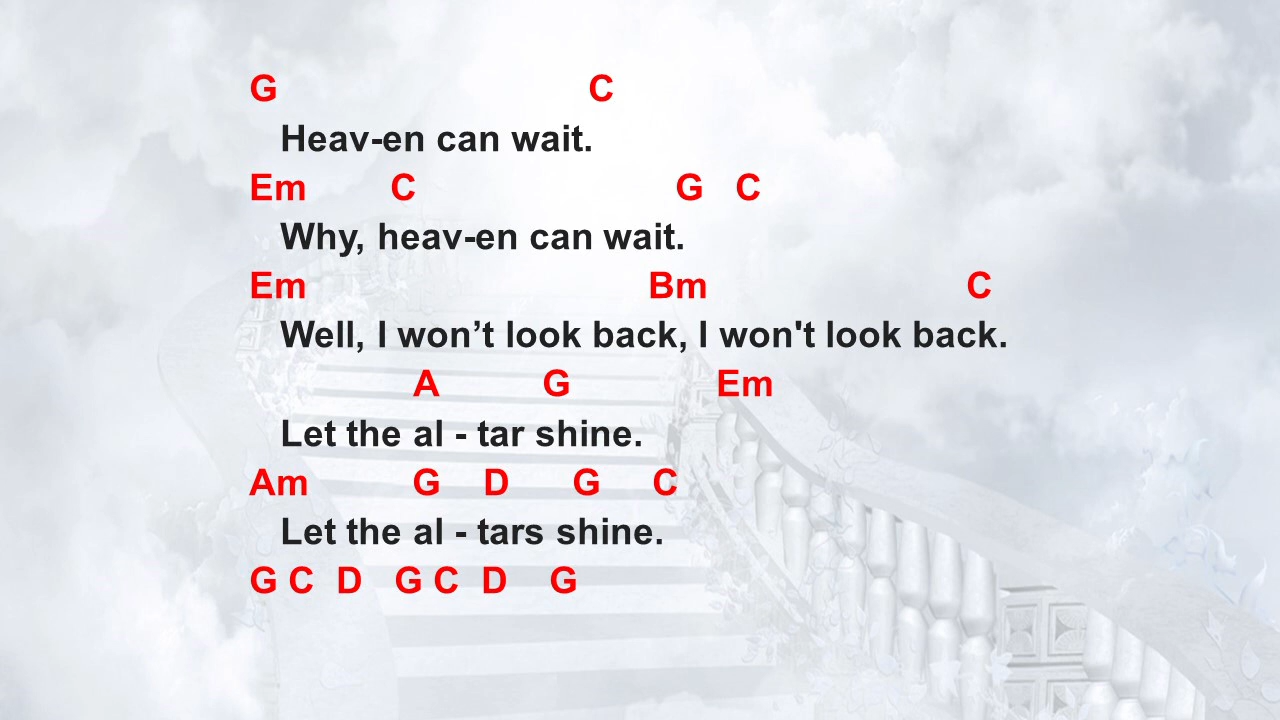 G C
Heav-en can wait.
Em C G C
Why, heav-en can wait.
Em Bm C
Well, I won’t look back, I won't look back.
A G Em
Let the al - tar shine.
Am G D G C
Let the al - tars shine.
G C D G C D G